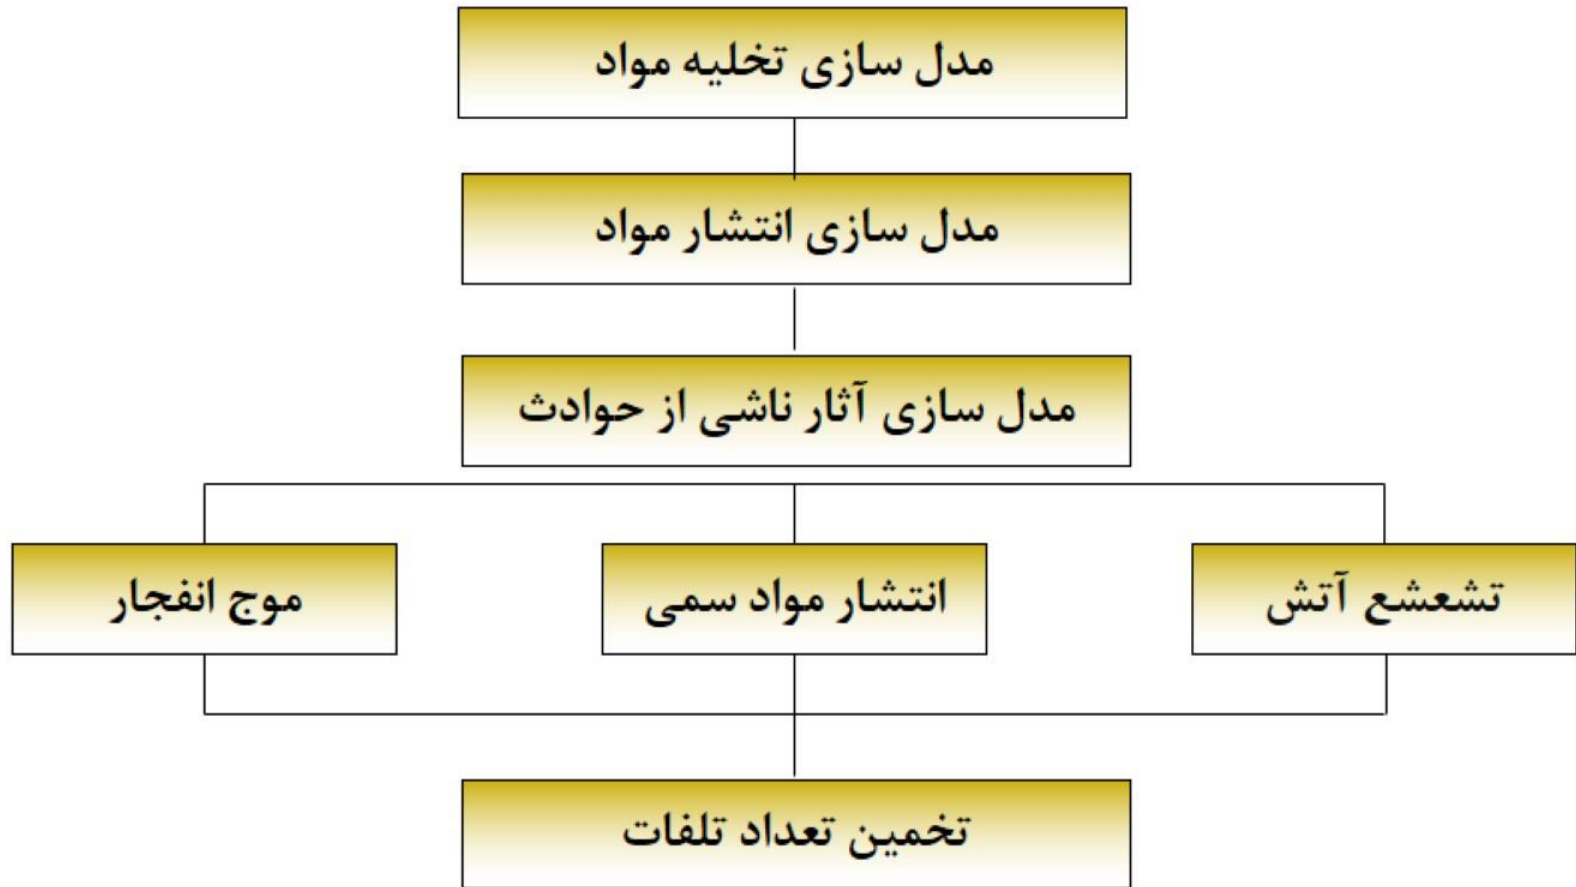 مدل سازی تخلیه مواد
مدل سازی انتشار مواد
مدل سازی آثار ناشی از حوادث
تشعشع آتش
انتشار مواد سمی
موج انفجار
تخمین تعداد تلفات